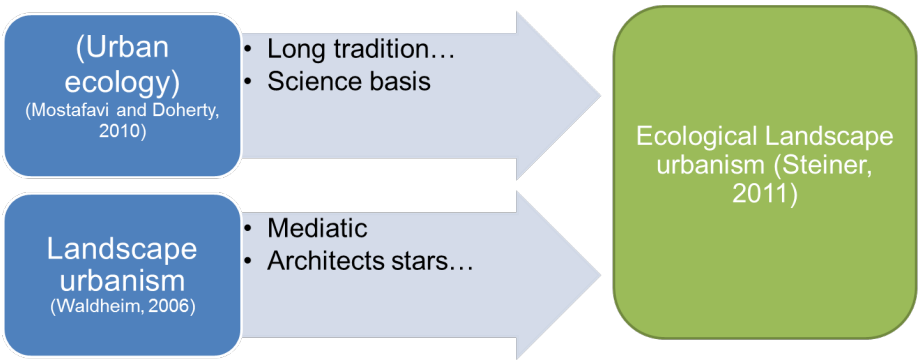 (Urban
ecology)
(Mostafavi and Doherty,
2010)
• Long tradition…
• Science basis
Landscape
urbanism
(Waldheim, 2006)
• Mediatic
• Architects stars…
Ecological Landscape
urbanism (Steiner,
2011)